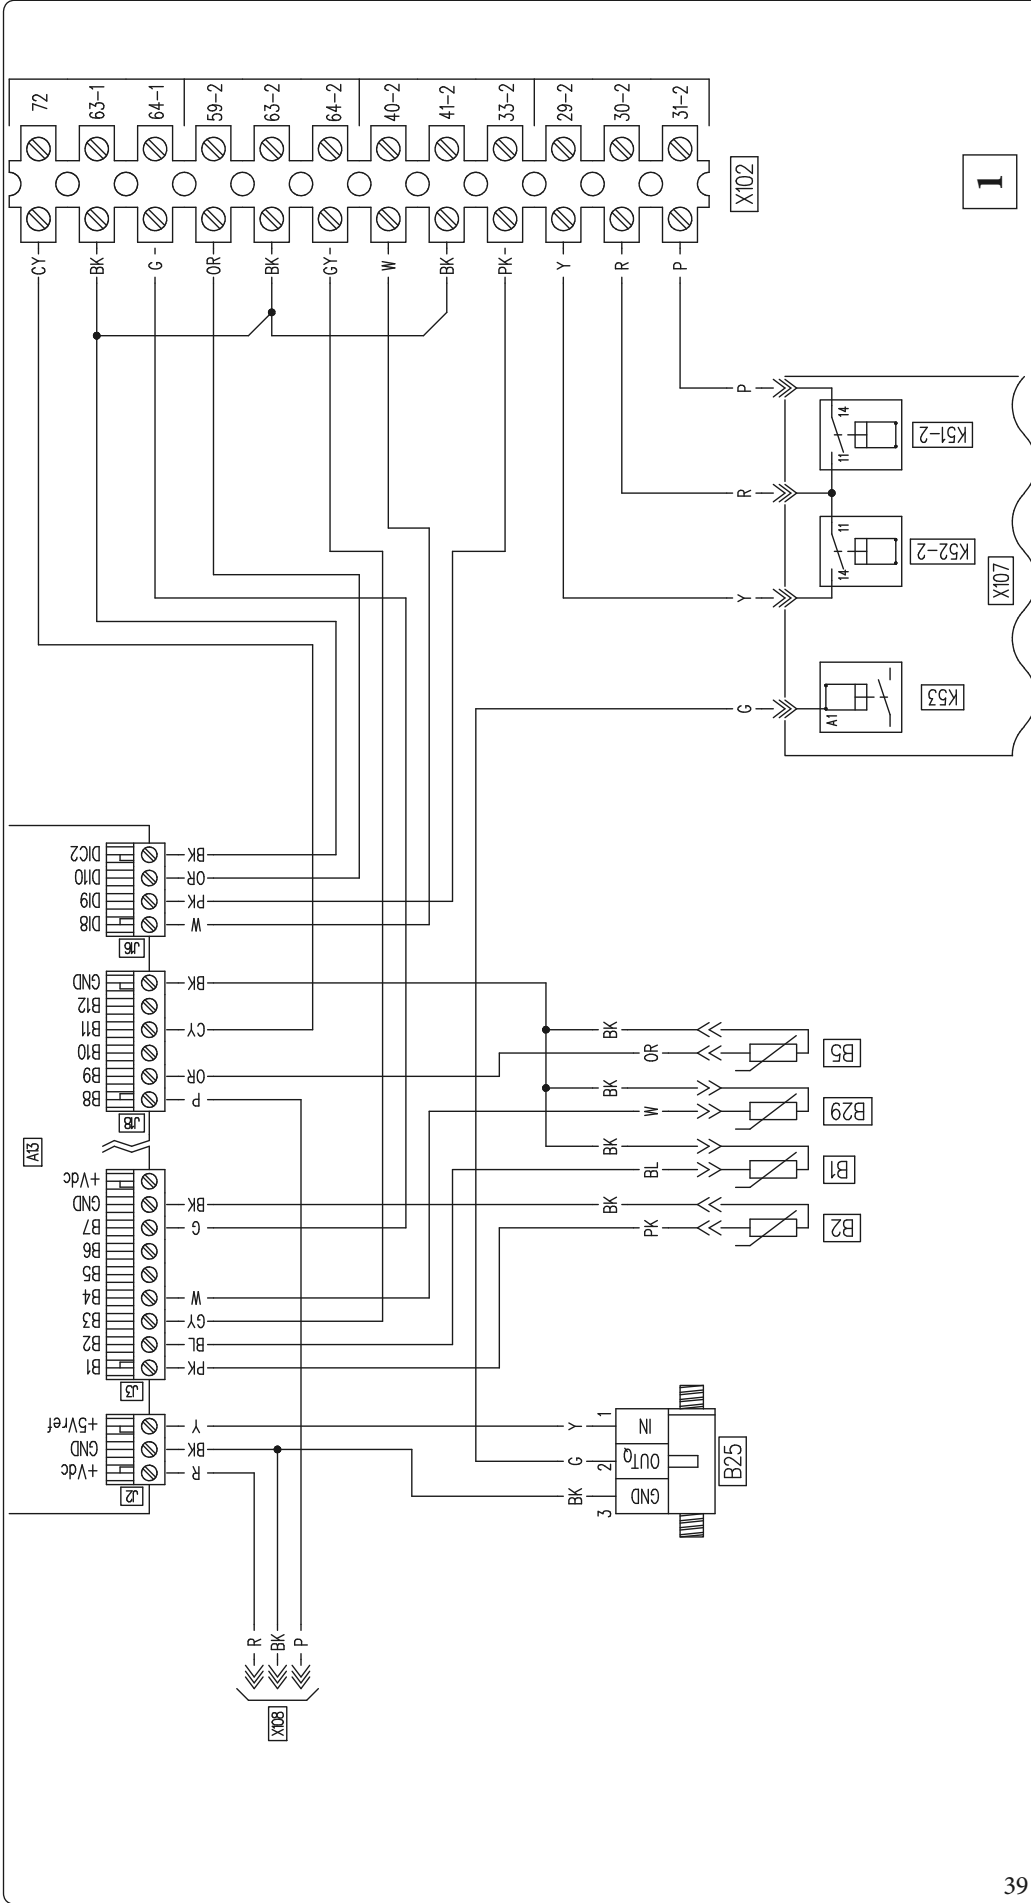 72
63-1
64-1
59-2
63-2
64-2
40-2
41-2
33-2
29-2
30-2
31-2
CY
BK
G
OR
BK
GY
W
BK
PK
Y
R
P
X102
1
P
14
11
K51-2
R
11
14
K52-2
X107
Y
G
A1
K53
DIC2
BK
DI10
OR
DI9
PK
DI8
W
J16
GND
BK
B12
B11
CY
B10
B9
OR
B8
P
J18
A13
BK
OR
B5
BK
W
B29
BK
BL
B1
BK
PK
B2
+Vdc
GND
BK
B7
G
B6
B5
B4
W
B3
GY
B2
BL
B1
PK
J3
+5Vref
Y
GND
BK
+Vdc
R
J2
Y
1
IN
G
2
OUT
Q
BK
3
GND
B25
R
BK
P
X108
39